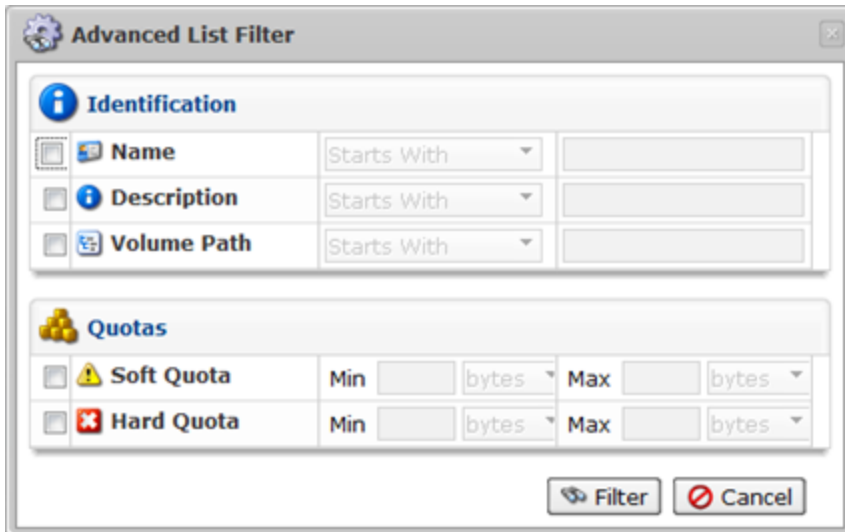 Advanced List Filter
Identification
Name Starts With
Description Starts With
Volume Path Starts With
Quotas
Soft Quota Min bytes Max bytes
Hard Quota Min bytes Max bytes
Filter Cancel